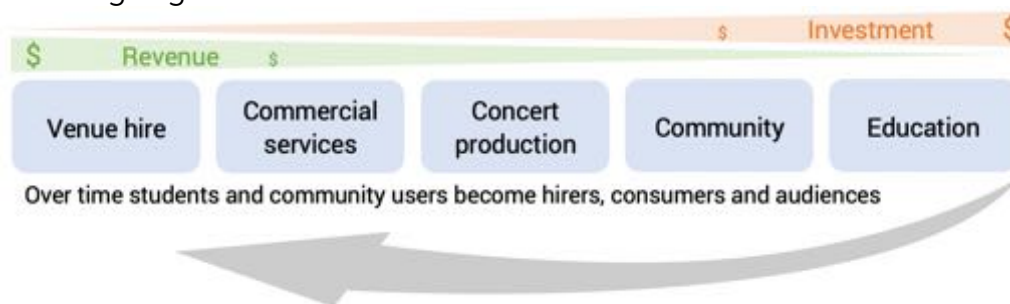 $ Investment $
$ Revenue $
Venue hire
Commercial
services
Concert
production
Community
Education
Over time students and community users become hirers, consumers and audiences